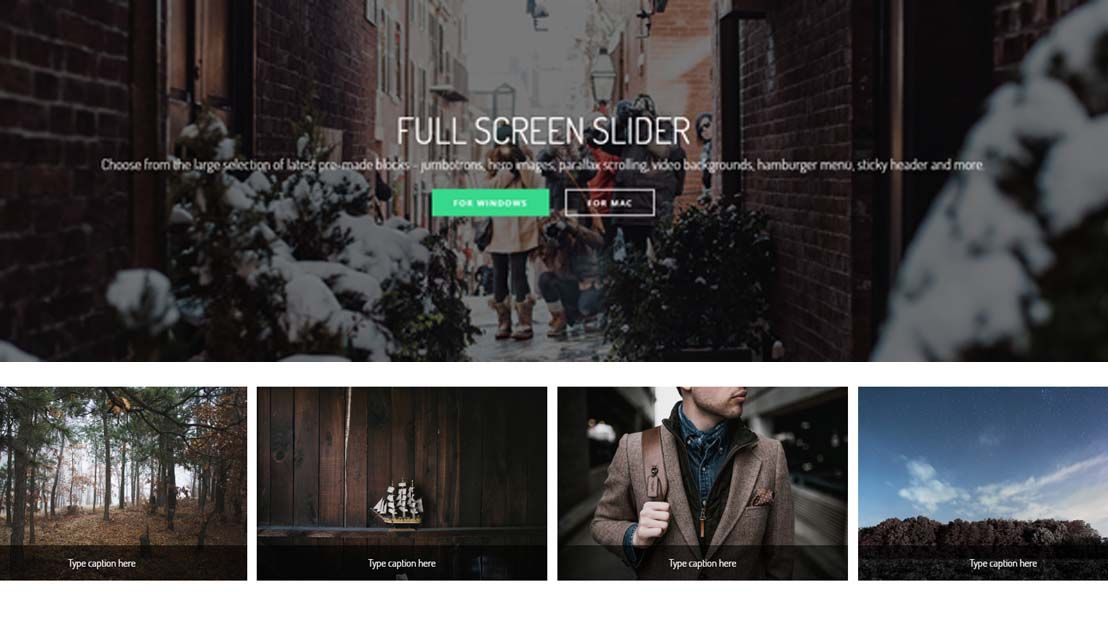 FULL SCREEN SLIDER
Choose from the large selection of latest pre-made blocks - jumbotrons, hero images, parallax scrolling, video backgrounds, hamburger menu, sticky header and more.
FOR WINDOWS
FOR MAC
Type caption here
Type caption here
Type caption here
Type caption here